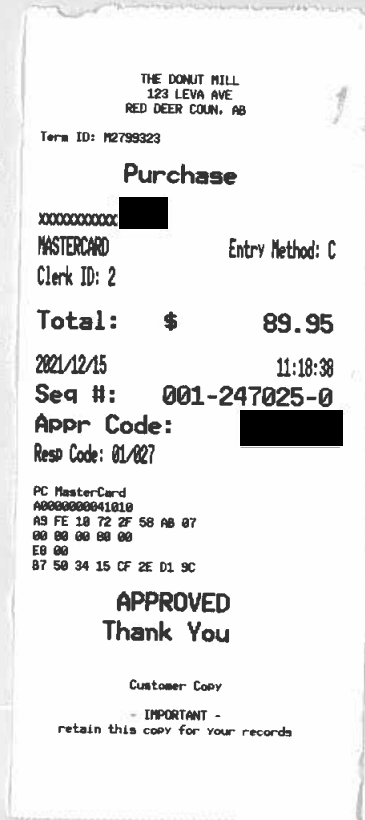 THE DONUT MILL
123 LEVA AVE
RED DEER COUN, AB
Term ID: M2799323
Purchase
XXXXXXXXXXXX
MASTERCARD Entry Method: C
Clerk ID: 2
Total: $ 89.95
2021/12/15 11:18:38
Seq #: 001-247025-0
Appr Code:
Resp Code: 01/027
PC MasterCard
A0000000041010
A9 FE 10 72 2F 58 AB 07
00 00 00 80 00
E8 00
B7 50 34 15 CF 2E D1 9C
APPROVED
Thank You
Customer Copy
- IMPORTANT -
retain this copy for your records